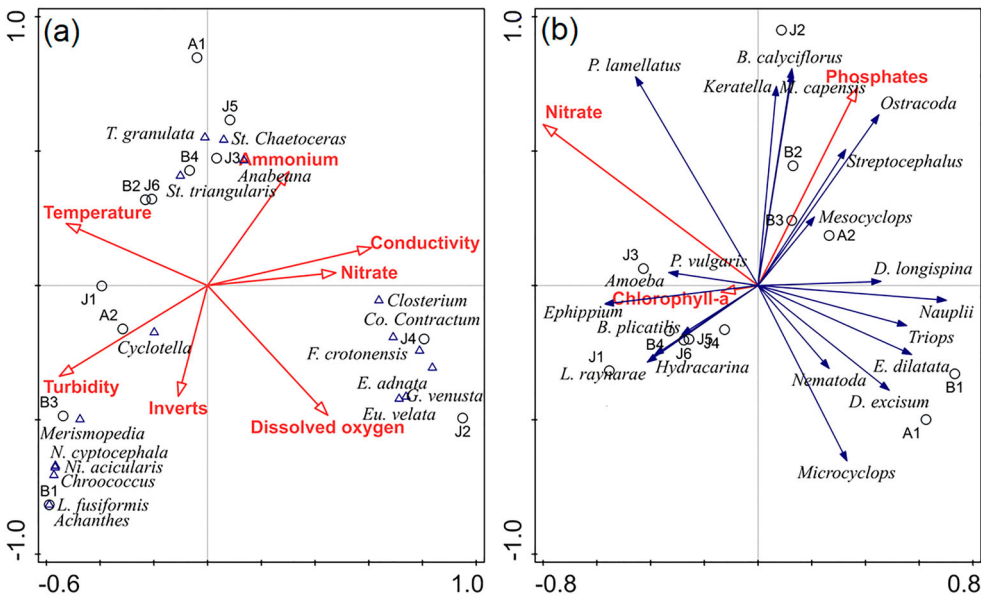 (a)
1.0
A1
J5
T. granulata
St. Chaetoceras
B4
J3
Ammonium
Anabeuna
St. triangularis
B2
J6
Temperature
Conductivity
Nitrate
J1
Closterium
A2
Co. Contractum
Cyclotella
J4
F. crotonensis
Turbidity
E. adnata
Inverts
G. venusta
B3
Dissolved oxygen
Eu. velata
J2
Merismopedia
N. cyptocephala
Ni. acicularis
Chroococcus
B1
L. fusiformis
Achanthes
-1.0
-0.6
1.0
(b)
1.0
J2
B. calyciflorus
P. lamellatus
Keratella
M. capensis
Phosphates
Nitrate
Ostracoda
B2
Streptocephalus
B3
Mesocyclops
A2
J3
P. vulgaris
Amoeba
D. longispina
Chlorophyll-a
Ephippium
Nauplii
B. plicatilis
Triops
B4
J6
J5
J4
J1
Hydracarina
L. raynarae
Nematoda
E. dilatata
B1
D. excisum
A1
Microcyclops
-1.0
-0.8
0.8